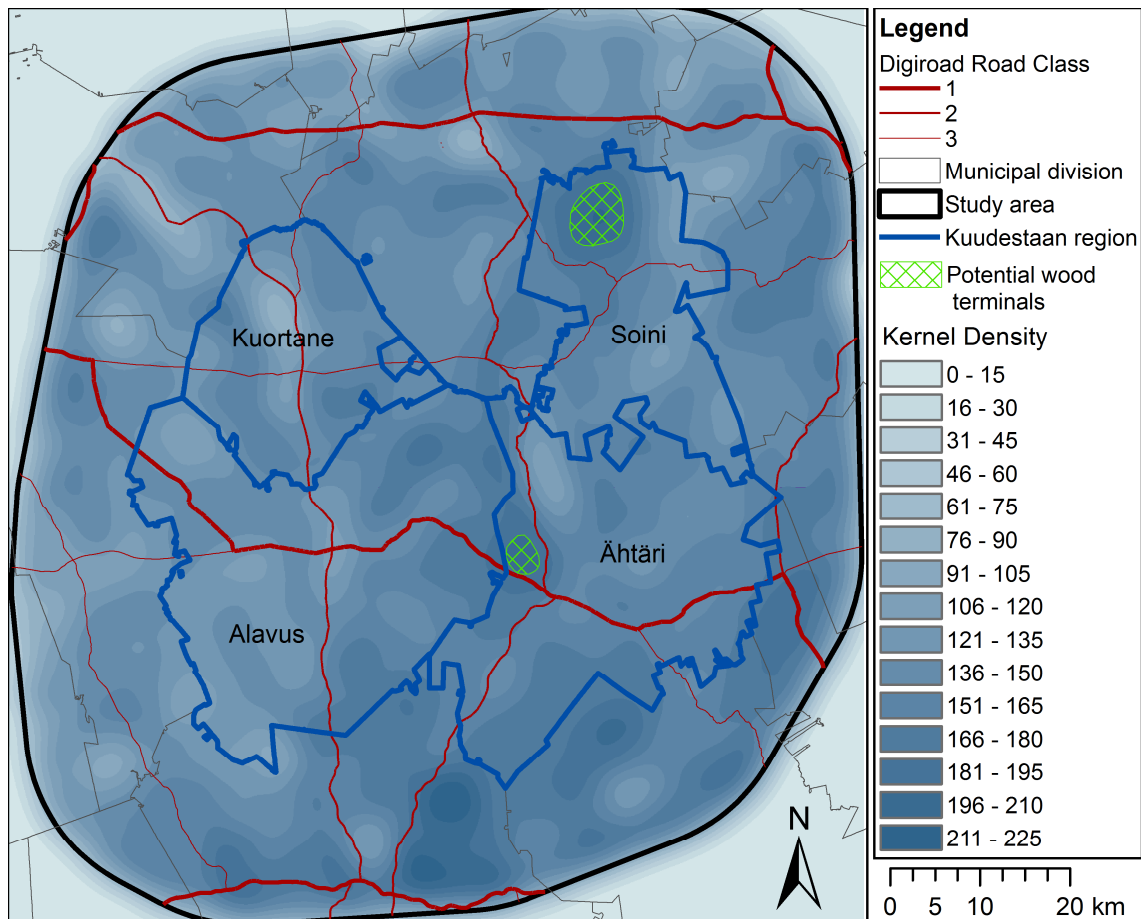 Legend
Digiroad Road Class
1
2
3
Municipal division
Study area
Kuudestaan region
Potential wood
terminals
Kernel Density
0 - 15
16 - 30
31 - 45
46 - 60
61 - 75
76 - 90
91 - 105
106 - 120
121 - 135
136 - 150
151 - 165
166 - 180
181 - 195
196 - 210
211 - 225
Kuortane
Soini
Ähtäri
Alavus
N
0 5 10 20 km